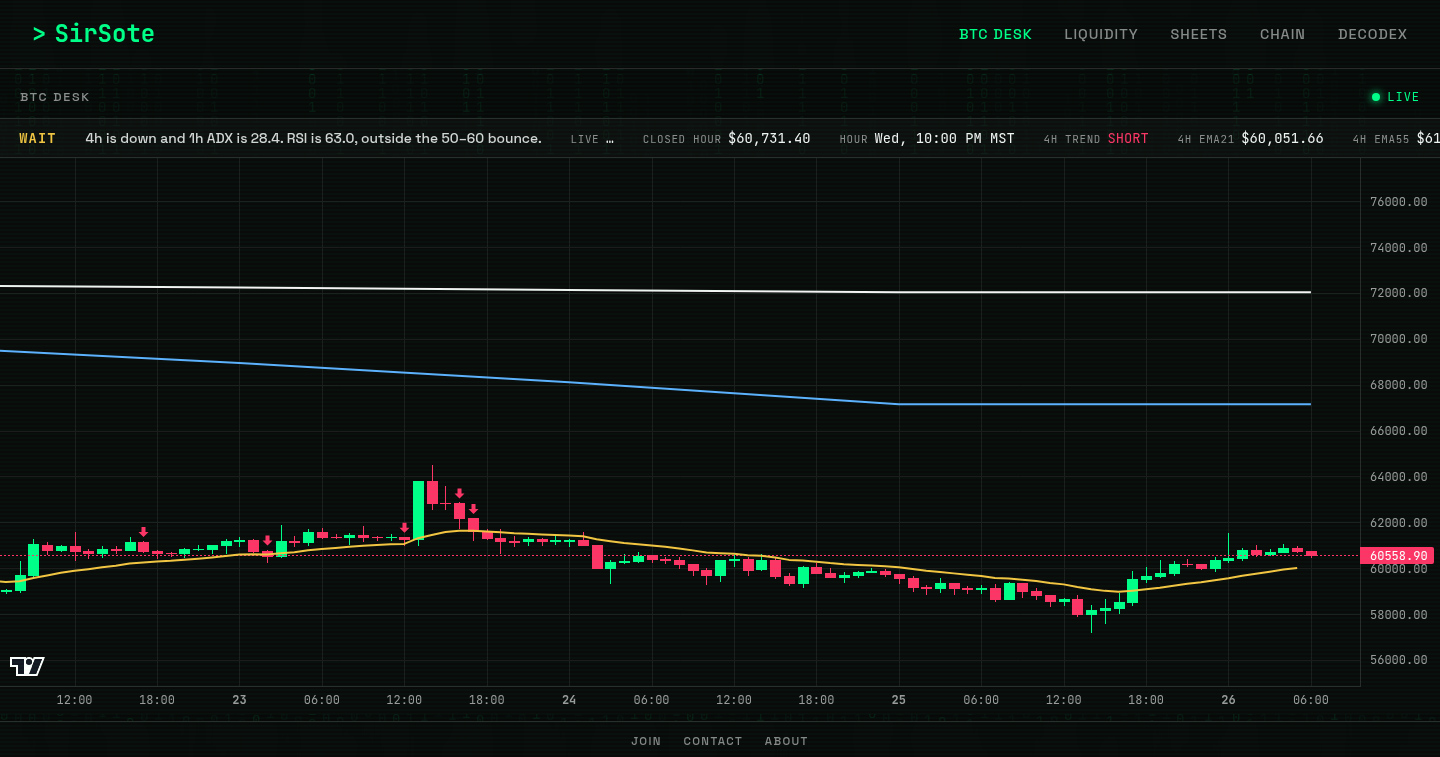 > SirSote
BTC DESK LIQUIDITY SHEETS CHAIN DECODEX
BTC DESK
LIVE
WAIT 4h is down and 1h ADX is 28.4. RSI is 63.0, outside the 50–60 bounce. LIVE … CLOSED HOUR $60,731.40 HOUR Wed, 10:00 PM MST 4H TREND SHORT 4H EMA21 $60,051.66 4H EMA55 $61
76000.00
74000.00
72000.00
70000.00
68000.00
66000.00
64000.00
62000.00
60558.90
60000.00
58000.00
56000.00
12:00 18:00 23 06:00 12:00 18:00 24 06:00 12:00 18:00 25 06:00 12:00 18:00 26 06:00
JOIN CONTACT ABOUT